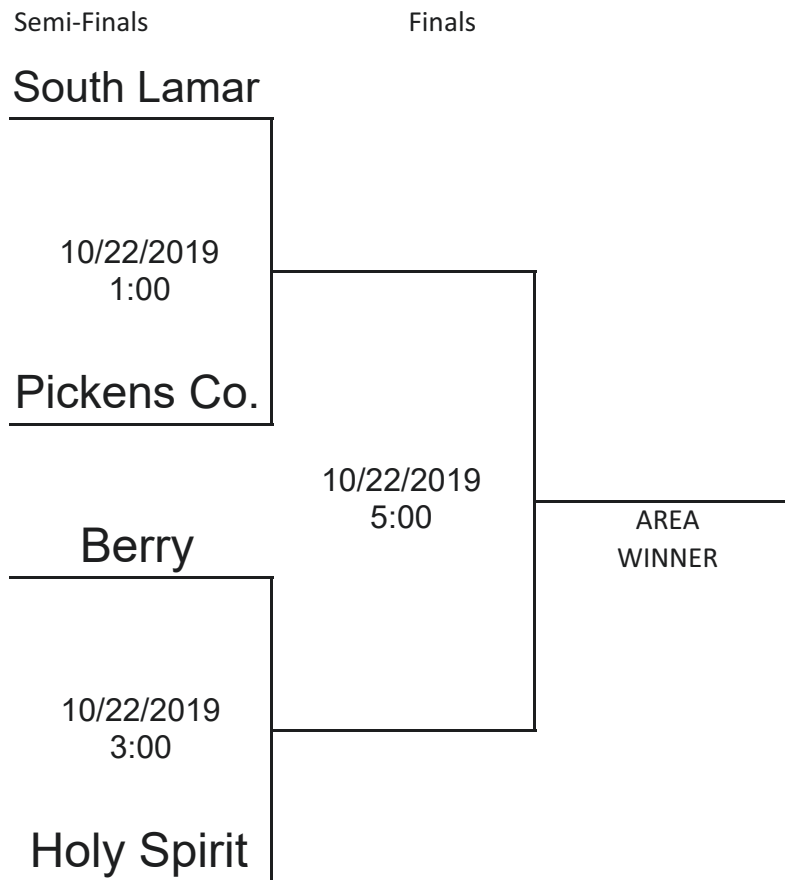 Semi-Finals
Finals
South Lamar
10/22/2019
1:00
Pickens Co.
10/22/2019
5:00
AREA
WINNER
Berry
10/22/2019
3:00
Holy Spirit